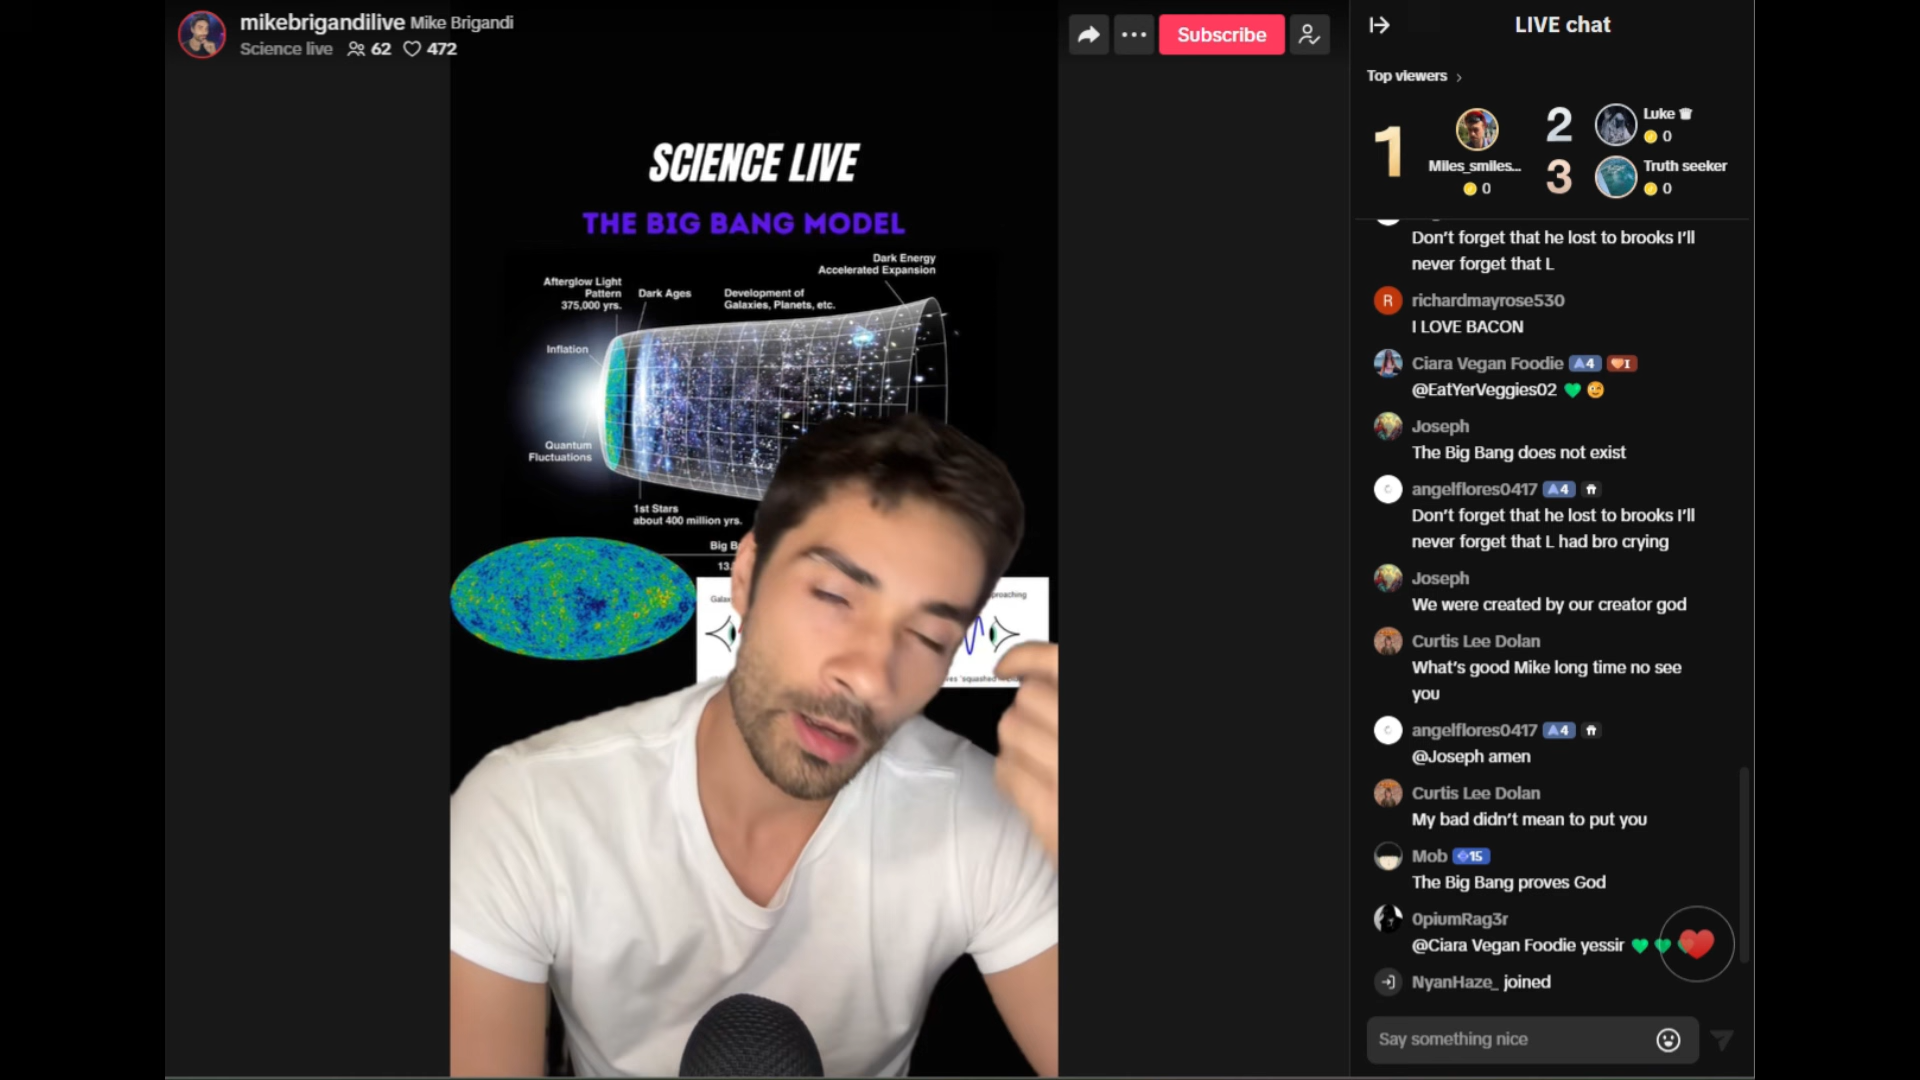 mikebrigandilive Mike Brigandi
Science live 62 472
Subscribe
SCIENCE LIVE
THE BIG BANG MODEL
Dark Energy
Accelerated Expansion
Afterglow Light
Pattern
375,000 yrs.
Dark Ages
Development of
Galaxies, Planets, etc.
Inflation
Quantum
Fluctuations
1st Stars
about 400 million yrs.
Big B
13.
LIVE chat
Top viewers
1
Miles_smiles...
0
2
Luke
0
3
Truth seeker
0
Don't forget that he lost to brooks I'll
never forget that L
R
richardmayrose530
I LOVE BACON
Ciara Vegan Foodie 4 I
@EatYerVeggies02 💚 😉
Joseph
The Big Bang does not exist
angelflores0417 4
Don't forget that he lost to brooks I'll
never forget that L had bro crying
Joseph
We were created by our creator god
Curtis Lee Dolan
What's good Mike long time no see
you
angelflores0417 4
@Joseph amen
Curtis Lee Dolan
My bad didn't mean to put you
Mob 15
The Big Bang proves God
0piumRag3r
@Ciara Vegan Foodie yessir 💚 💚
NyanHaze_ joined
Say something nice